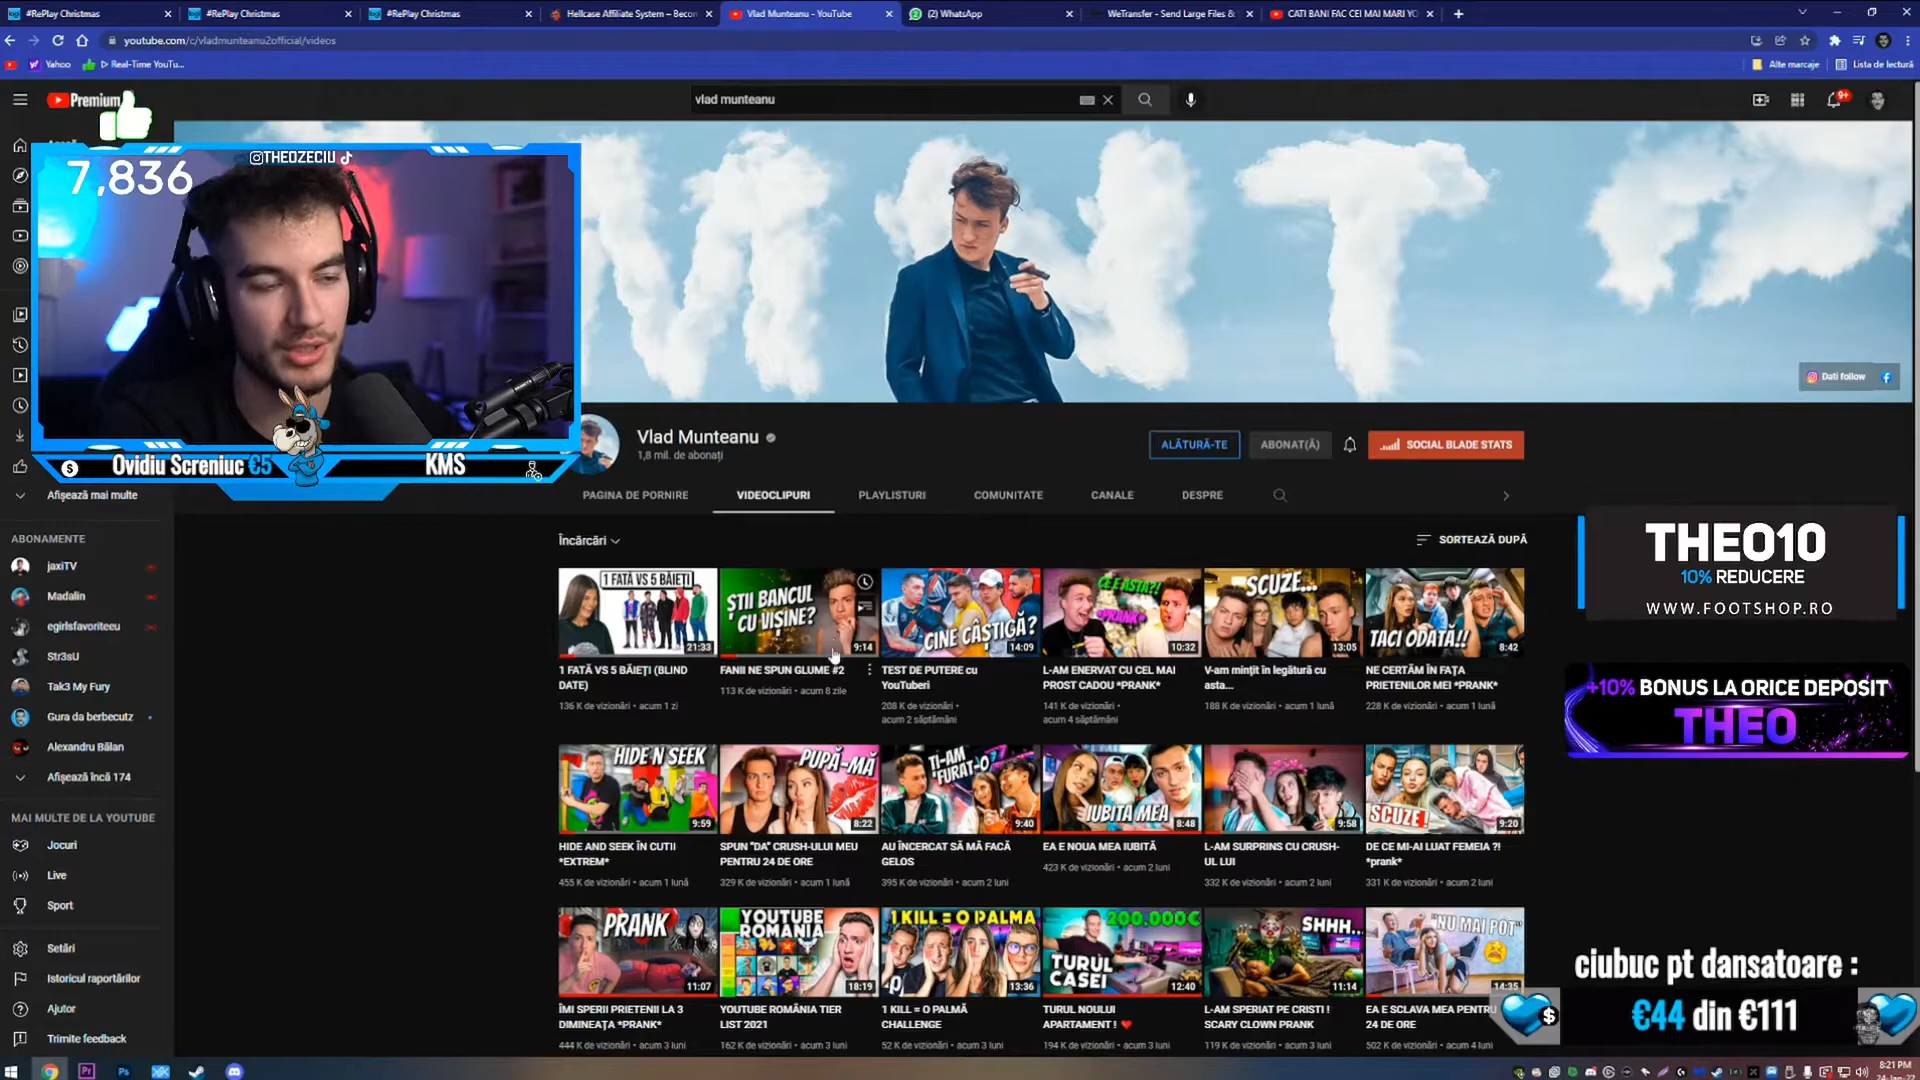 #RePlay Christmas
#RePlay Christmas
#RePlay Christmas
Hellcase Affiliate System – Becon
Vlad Munteanu - YouTube
(2) WhatsApp
WeTransfer - Send Large Files &
CATI BANI FAC CEI MAI MARI YO
youtube.com/c/vladmunteanu2official/videos
Yahoo
Real-Time YouTu...
Alte marcaje
Lista de lectură
Premium
vlad munteanu
9+
7,836
@THEOZECIU
Ovidiu Screniuc €5
KMS
Dati follow
Vlad Munteanu
1,8 mil. de abonați
ALĂTURĂ-TE
ABONAT(Ă)
SOCIAL BLADE STATS
PAGINA DE PORNIRE
VIDEOCLIPURI
PLAYLISTURI
COMUNITATE
CANALE
DESPRE
Afișează mai multe
ABONAMENTE
jaxiTV
Madalin
egirlsfavoriteeu
Str3sU
Tak3 My Fury
Gura da berbecutz
Alexandru Bălan
Afișează încă 174
MAI MULTE DE LA YOUTUBE
Jocuri
Live
Sport
Setări
Istoricul raportărilor
Ajutor
Trimite feedback
Încărcări
SORTEAZĂ DUPĂ
1 FATĂ VS 5 BĂIEȚI
21:33
ȘTII BANCUL
CU VIȘINE?
9:14
CINE CÂȘTIGĂ?
14:09
CE E ASTA?!
*PRANK*
10:32
SCUZE...
13:05
TACI ODATĂ!!
8:42
1 FATĂ VS 5 BĂIEȚI (BLIND
DATE)
136 K de vizionări • acum 1 zi
FANII NE SPUN GLUME #2
113 K de vizionări • acum 8 zile
TEST DE PUTERE cu
YouTuberi
208 K de vizionări •
acum 2 săptămâni
L-AM ENERVAT CU CEL MAI
PROST CADOU *PRANK*
141 K de vizionări •
acum 4 săptămâni
V-am mințit în legătură cu
asta...
188 K de vizionări • acum 1 lună
NE CERTĂM ÎN FAȚA
PRIETENILOR MEI *PRANK*
228 K de vizionări • acum 1 lună
HIDE N SEEK
9:59
PUPĂ-MĂ
8:22
TI-AM
"FURAT-O"
9:40
IUBITA MEA
8:48
9:58
SCUZE!
9:20
HIDE AND SEEK ÎN CUTII
*EXTREM*
455 K de vizionări • acum 1 lună
SPUN "DA" CRUSH-ULUI MEU
PENTRU 24 DE ORE
329 K de vizionări • acum 1 lună
AU ÎNCERCAT SĂ MĂ FACĂ
GELOS
395 K de vizionări • acum 2 luni
EA E NOUA MEA IUBITĂ
423 K de vizionări • acum 2 luni
L-AM SURPRINS CU CRUSH-
UL LUI
332 K de vizionări • acum 2 luni
DE CE MI-AI LUAT FEMEIA ?!
*prank*
331 K de vizionări • acum 2 luni
PRANK
11:07
YOUTUBE
ROMANIA
18:19
1 KILL = 0 PALMA
13:36
200.000€
TURUL
CASEI
12:40
SHHH...
11:14
"NU MAI POT"
14:35
ÎMI SPERII PRIETENII LA 3
DIMINEAȚA *PRANK*
444 K de vizionări • acum 3 luni
YOUTUBE ROMÂNIA TIER
LIST 2021
162 K de vizionări • acum 3 luni
1 KILL = O PALMĂ
CHALLENGE
52 K de vizionări • acum 3 luni
TURUL NOULUI
APARTAMENT !
194 K de vizionări • acum 3 luni
L-AM SPERIAT PE CRISTI !
SCARY CLOWN PRANK
119 K de vizionări • acum 3 luni
EA E SCLAVA MEA PENTRU
24 DE ORE
502 K de vizionări • acum 4 luni
THEO10
10% REDUCERE
WWW.FOOTSHOP.RO
+10% BONUS LA ORICE DEPOSIT
THEO
ciubuc pt dansatoare :
€44 din €111
8:21 PM